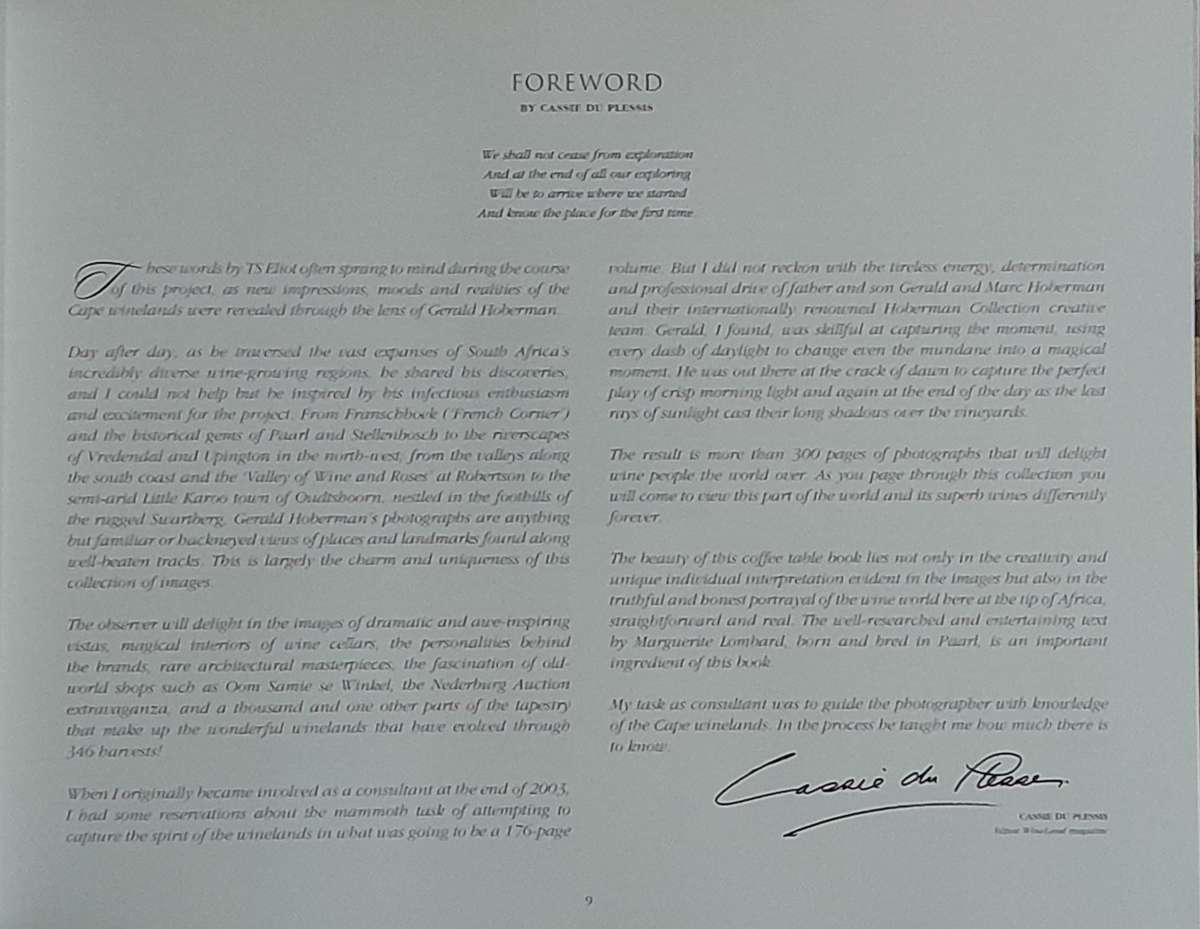 FOREWORD
BY CASSIE DU PLESSIS
We shall not cease from exploration
And at the end of all our exploring
Will be to arrive where we started
And know the place for the first time.
These words by TS Eliot often sprang to mind during the course
of this project, as new impressions, moods and realities of the
Cape winelands were revealed through the lens of Gerald Hoberman.
Day after day, as he traversed the vast expanses of South Africa's
incredibly diverse wine-growing regions, he shared his discoveries,
and I could not help but be inspired by his infectious enthusiasm
and excitement for the project. From Franschhoek ('French Corner')
and the historical gems of Paarl and Stellenbosch to the riverscapes
of Vredendal and Upington in the north-west, from the valleys along
the south coast and the 'Valley of Wine and Roses' at Robertson to the
semi-arid Little Karoo town of Oudtshoorn, nestled in the foothills of
the rugged Swartberg, Gerald Hoberman's photographs are anything
but familiar or hackneyed views of places and landmarks found along
well-beaten tracks. This is largely the charm and uniqueness of this
collection of images.
The observer will delight in the images of dramatic and awe-inspiring
vistas, magical interiors of wine cellars, the personalities behind
the brands, rare architectural masterpieces, the fascination of old-
world shops such as Oom Samie se Winkel, the Nederburg Auction
extravaganza, and a thousand and one other parts of the tapestry
that make up the wonderful winelands that have evolved through
346 harvests!
When I originally became involved as a consultant at the end of 2003,
I had some reservations about the mammoth task of attempting to
capture the spirit of the winelands in what was going to be a 176-page
volume. But I did not reckon with the tireless energy, determination
and professional drive of father and son Gerald and Marc Hoberman
and their internationally renowned Hoberman Collection creative
team. Gerald, I found, was skillful at capturing the moment, using
every dash of daylight to change even the mundane into a magical
moment. He was out there at the crack of dawn to capture the perfect
play of crisp morning light and again at the end of the day as the last
rays of sunlight cast their long shadows over the vineyards.
The result is more than 300 pages of photographs that will delight
wine people the world over. As you page through this collection you
will come to view this part of the world and its superb wines differently
forever.
The beauty of this coffee table book lies not only in the creativity and
unique individual interpretation evident in the images but also in the
truthful and honest portrayal of the wine world here at the tip of Africa,
straightforward and real. The well-researched and entertaining text
by Marguerite Lombard, born and bred in Paarl, is an important
ingredient of this book.
My task as consultant was to guide the photographer with knowledge
of the Cape winelands. In the process he taught me how much there is
to know.
Cassie du Plessis.
CASSIE DU PLESSIS
Editor WineLand magazine
9